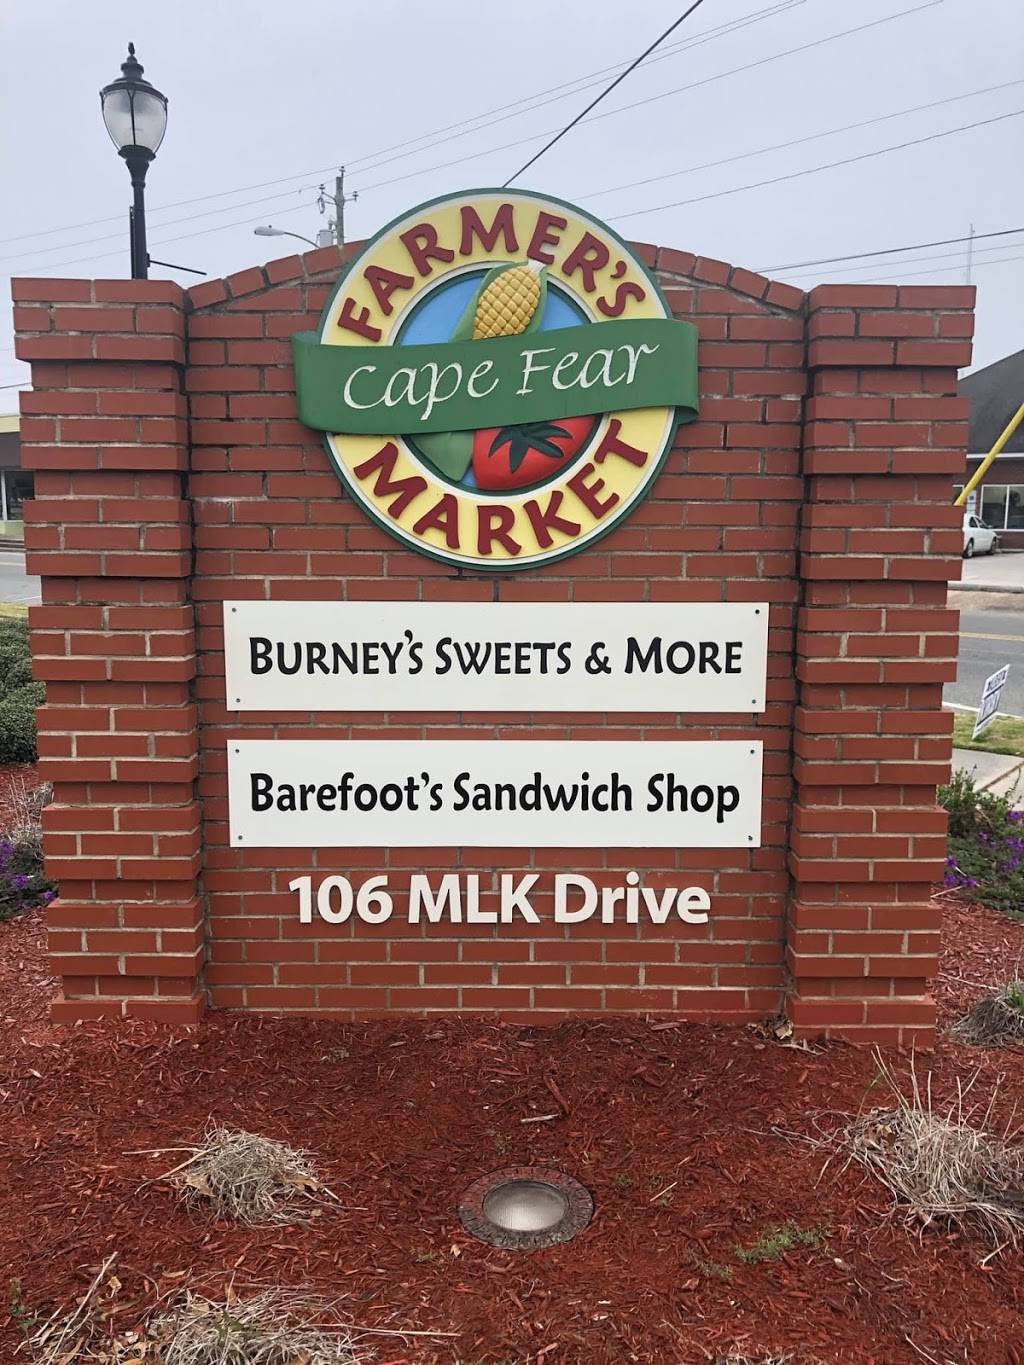 FARMER'S
Cape Fear
MARKET
BURNEY'S SWEETS & MORE
Barefoot's Sandwich Shop
106 MLK Drive